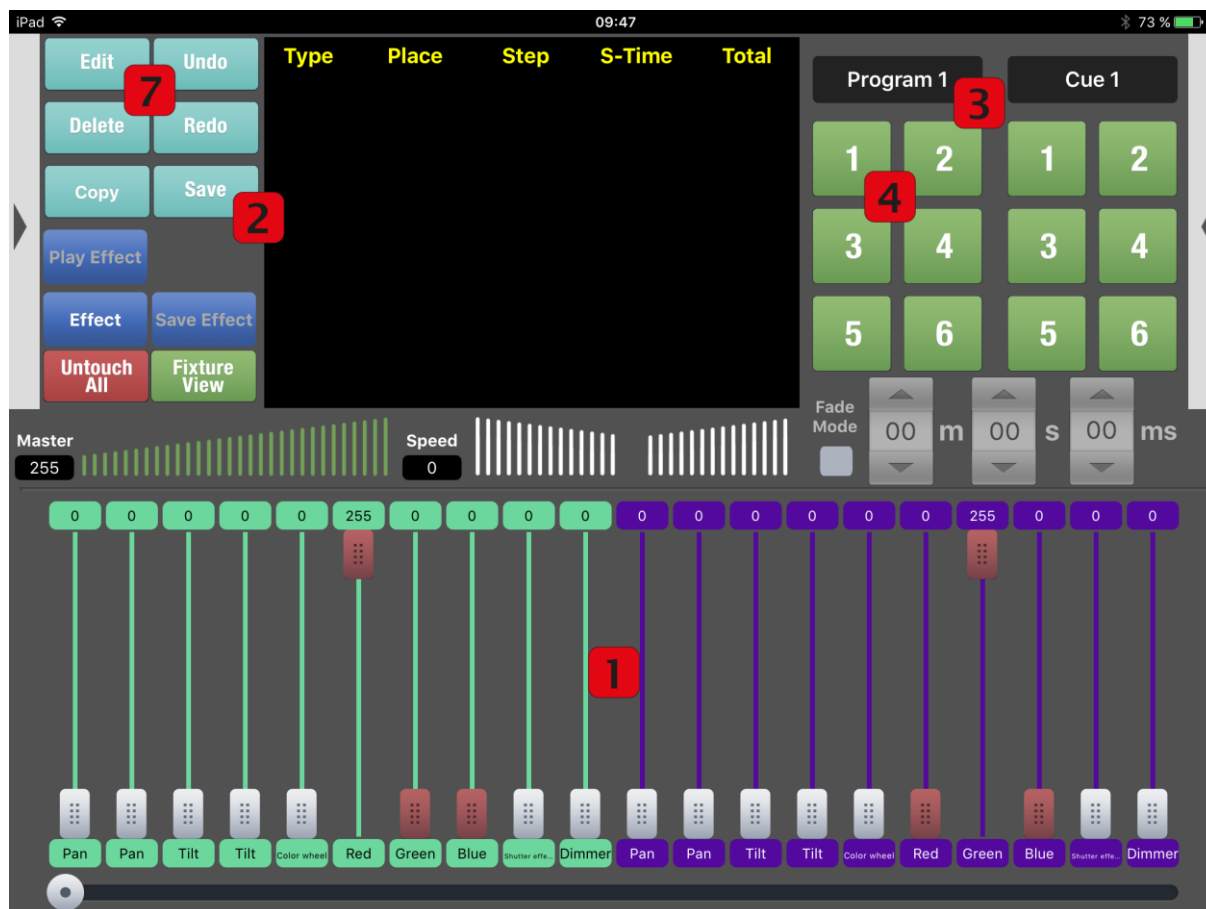 iPad 09:47 73 %
Edit Undo Type Place Step S-Time Total
7
Program 1 Cue 1
3
Delete Redo
1 2 1 2
Copy Save
2
4
3 4 3 4
Play Effect
Effect Save Effect
5 6 5 6
Untouch All
Fixture View
Fade Mode
00 m 00 s 00 ms
Master
255
Speed
0
0 0 0 0 0 255 0 0 0 0 0 0 0 0 0 0 255 0 0 0
1
Pan Pan Tilt Tilt Color wheel Red Green Blue Shutter effe... Dimmer Pan Pan Tilt Tilt Color wheel Red Green Blue Shutter effe... Dimmer